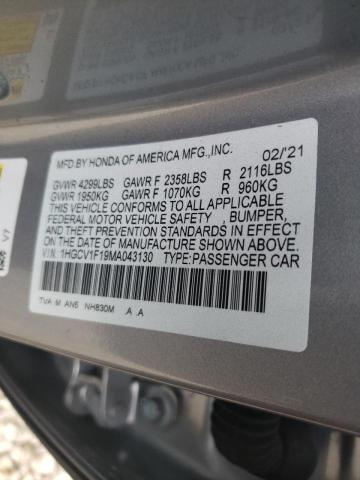 MFD BY HONDA OF AMERICA MFG.,INC. 02/'21
GVWR 4299LBS GAWR F 2358LBS R 2116LBS
GVWR 1950KG GAWR F 1070KG R 960KG
THIS VEHICLE CONFORMS TO ALL APPLICABLE
FEDERAL MOTOR VEHICLE SAFETY , BUMPER,
AND THEFT PREVENTION STANDARDS IN EFFECT
ON THE DATE OF MANUFACTURE SHOWN ABOVE.
V.I.N: 1HGCV1F19MA043130 TYPE:PASSENGER CAR
TVA M AN5 NH830M .A .A
V7